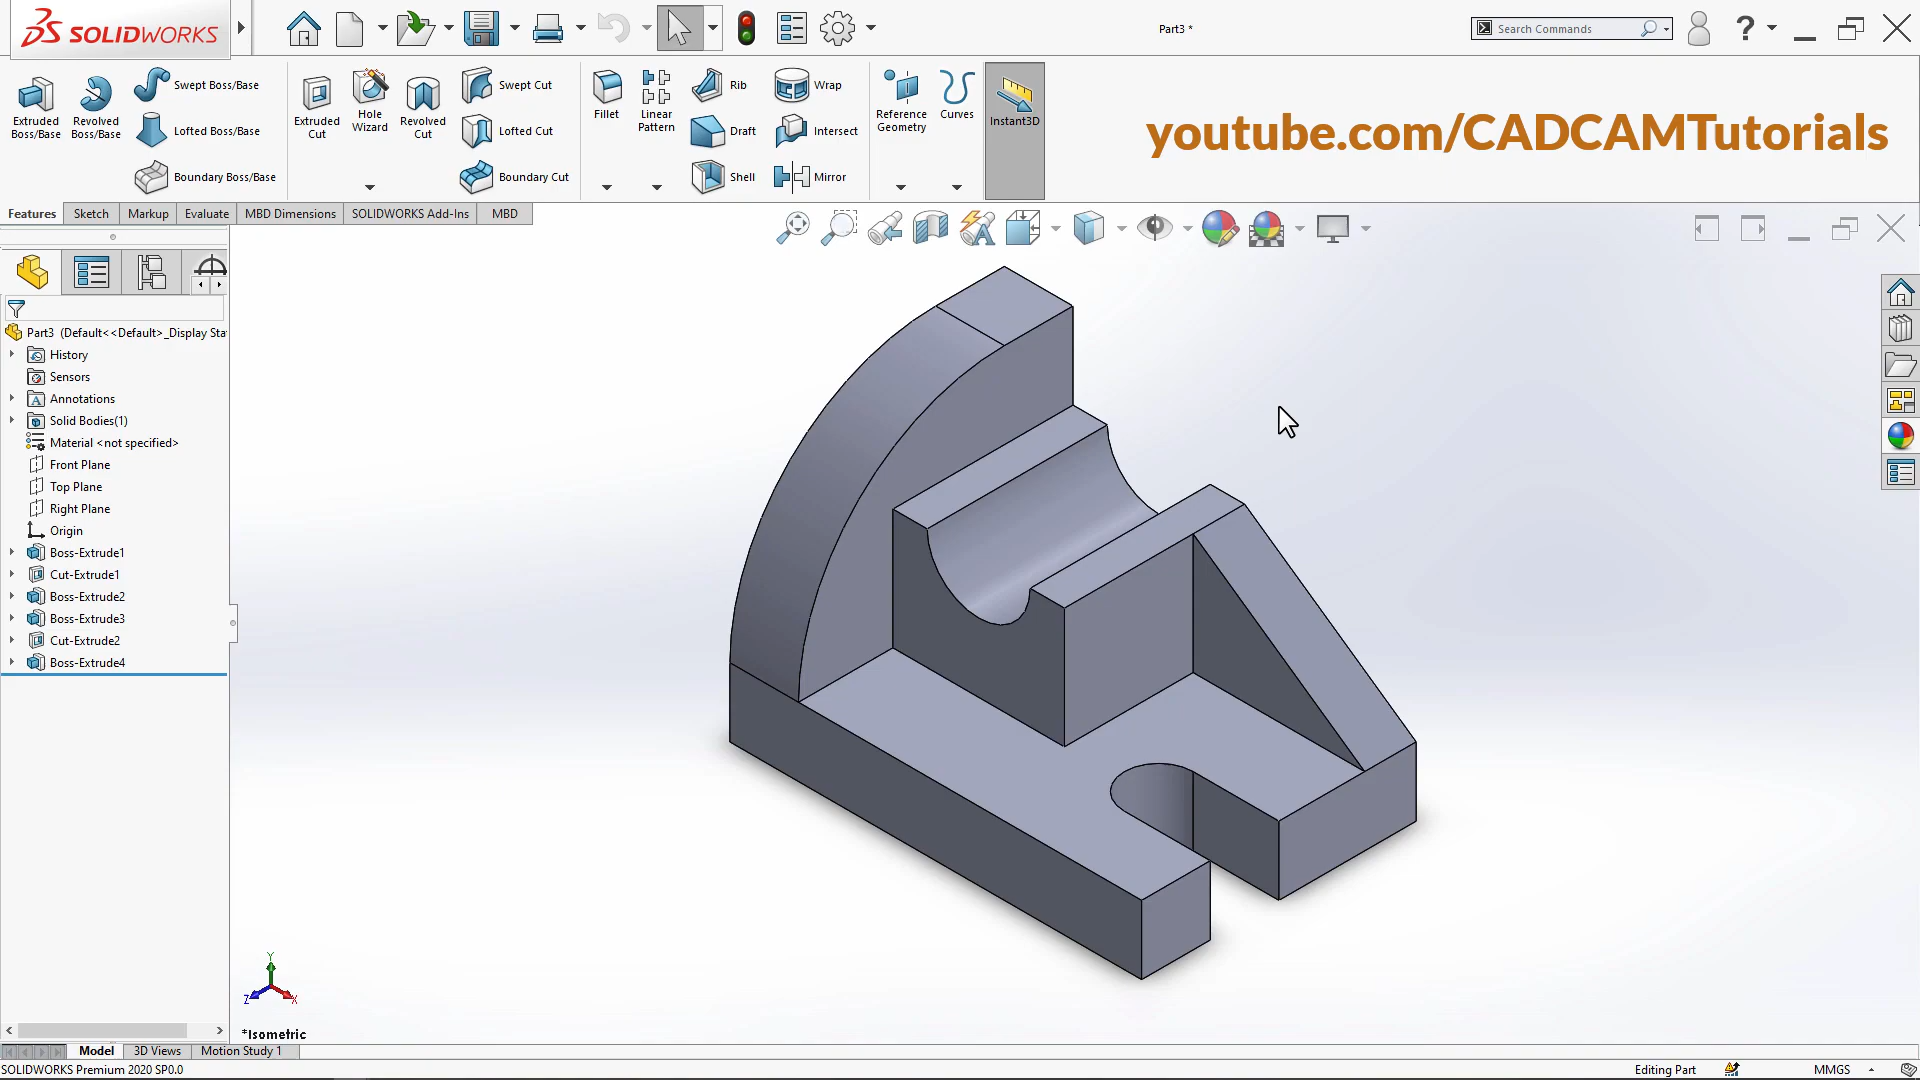 SOLIDWORKS
Part3 *
Search Commands
?
Extruded Boss/Base
Revolved Boss/Base
Swept Boss/Base
Lofted Boss/Base
Boundary Boss/Base
Extruded Cut
Hole Wizard
Revolved Cut
Swept Cut
Lofted Cut
Boundary Cut
Fillet
Linear Pattern
Rib
Draft
Shell
Wrap
Intersect
Mirror
Reference Geometry
Curves
Instant3D
youtube.com/CADCAMTutorials
Features
Sketch
Markup
Evaluate
MBD Dimensions
SOLIDWORKS Add-Ins
MBD
Part3 (Default<<Default>_Display Sta
History
Sensors
Annotations
Solid Bodies(1)
Material <not specified>
Front Plane
Top Plane
Right Plane
Origin
Boss-Extrude1
Cut-Extrude1
Boss-Extrude2
Boss-Extrude3
Cut-Extrude2
Boss-Extrude4
Y
Z
X
*Isometric
Model
3D Views
Motion Study 1
SOLIDWORKS Premium 2020 SP0.0
Editing Part
MMGS